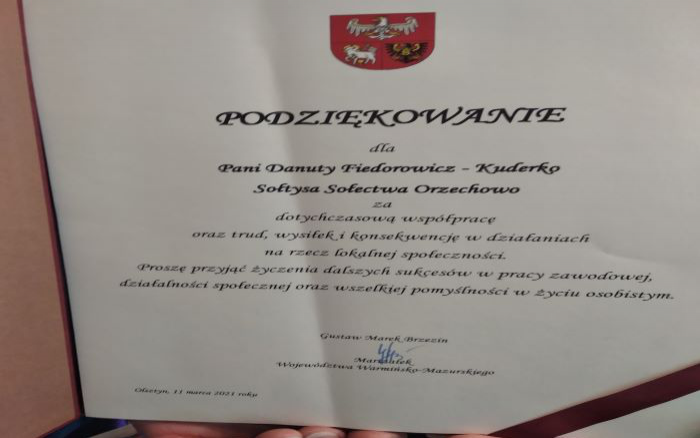 PODZIĘKOWANIE
dla
Pani Danuty Fiedorowicz - Kuderko
Sołtysa Sołectwa Orzechowo
za
dotychczasową współpracę
oraz trud, wysiłek i konsekwencję w działaniach
na rzecz lokalnej społeczności.
Proszę przyjąć życzenia dalszych sukcesów w pracy zawodowej,
działalności społecznej oraz wszelkiej pomyślności w życiu osobistym.
Gustaw Marek Brzezin
Marszałek
Województwa Warmińsko-Mazurskiego
Olsztyn, 11 marca 2021 roku